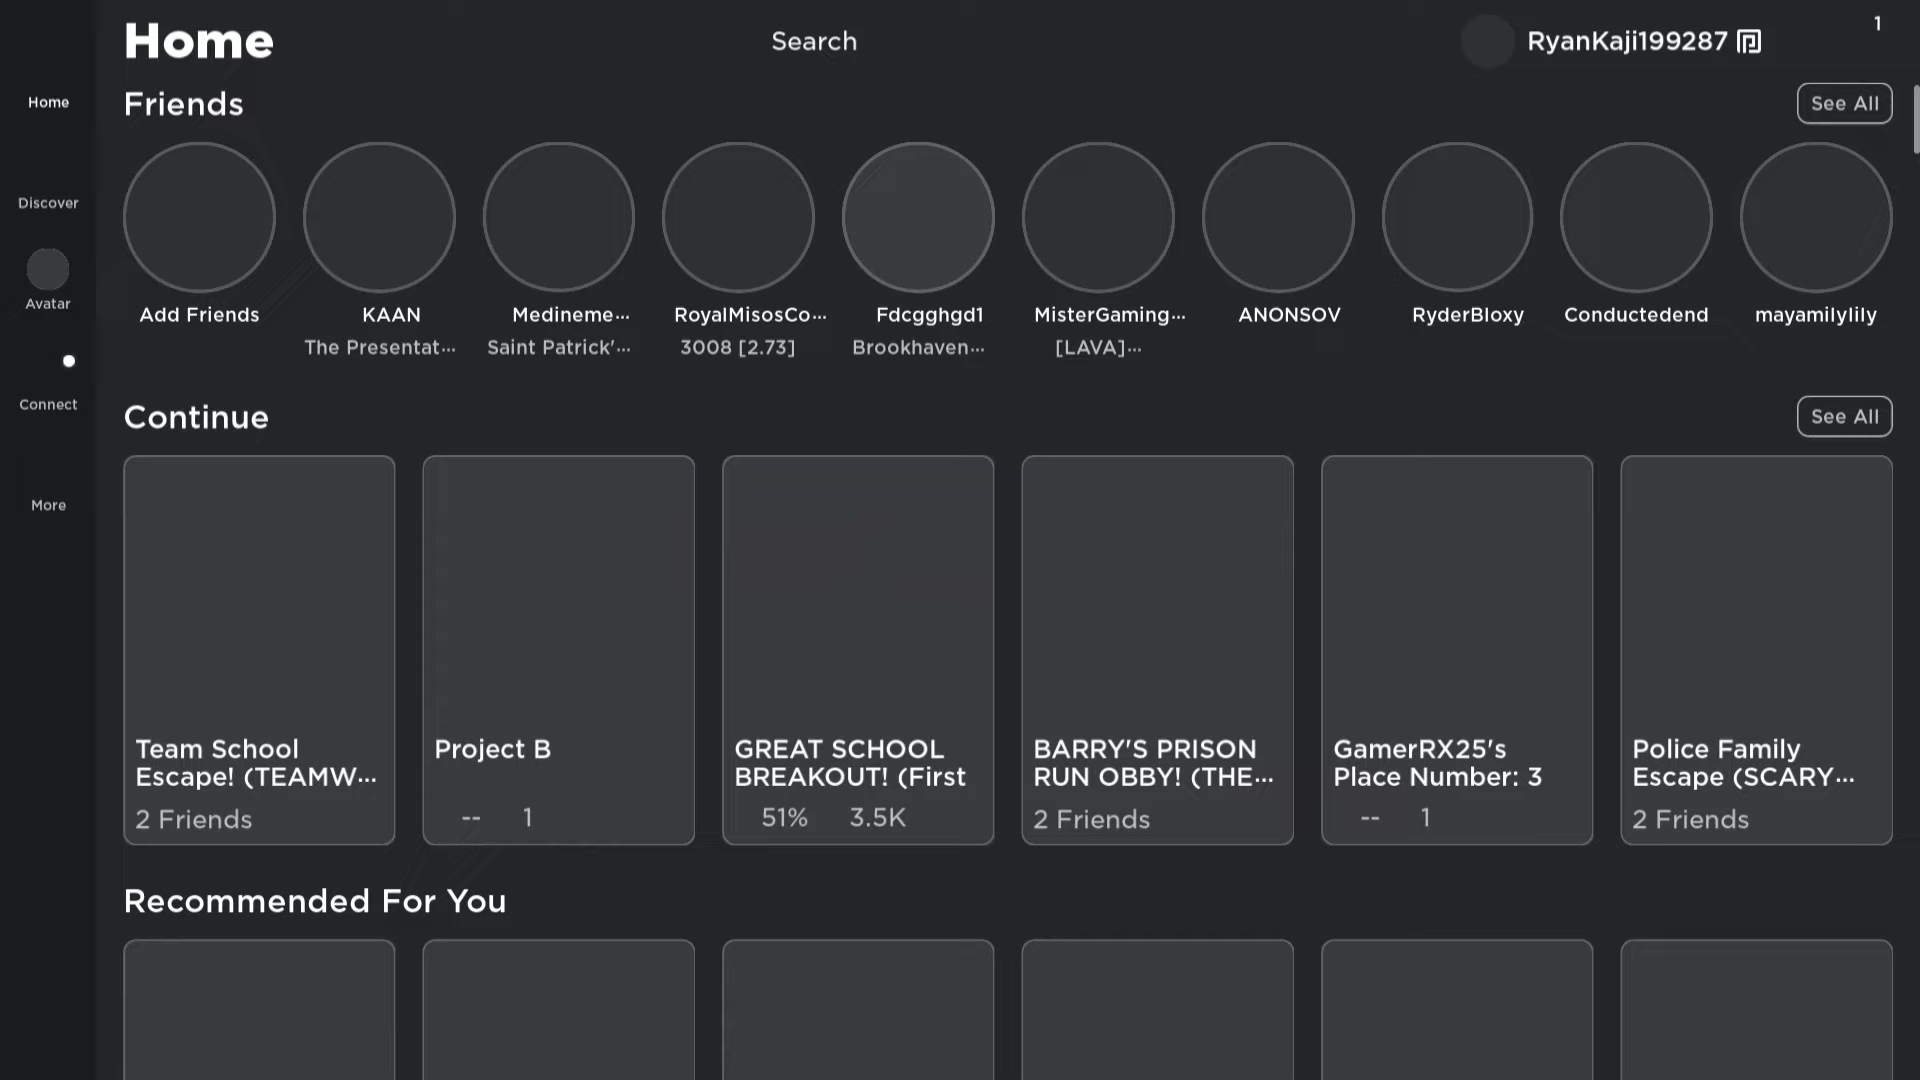 Home
Search
RyanKaji199287
1
Home
Discover
Avatar
Connect
More
Friends
See All
Add Friends
KAAN
The Presentat...
Medineme...
Saint Patrick'...
RoyalMisosCo...
3008 [2.73]
Fdcgghgd1
Brookhaven...
MisterGaming...
[LAVA]...
ANONSOV
RyderBloxy
Conductedend
mayamilylily
Continue
See All
Team School
Escape! (TEAMW...
2 Friends
Project B
-- 1
GREAT SCHOOL
BREAKOUT! (First
51% 3.5K
BARRY'S PRISON
RUN OBBY! (THE...
2 Friends
GamerRX25's
Place Number: 3
-- 1
Police Family
Escape (SCARY...
2 Friends
Recommended For You